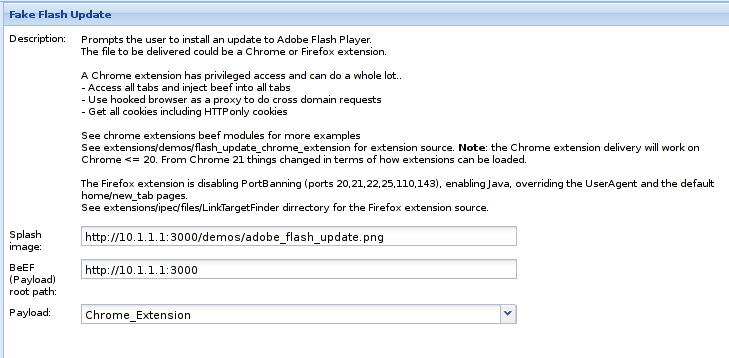 Fake Flash Update
Description:
Prompts the user to install an update to Adobe Flash Player.
The file to be delivered could be a Chrome or Firefox extension.
A Chrome extension has privileged access and can do a whole lot..
- Access all tabs and inject beef into all tabs
- Use hooked browser as a proxy to do cross domain requests
- Get all cookies including HTTPonly cookies
See chrome extensions beef modules for more examples
See extensions/demos/flash_update_chrome_extension for extension source. Note: the Chrome extension delivery will work on
Chrome <= 20. From Chrome 21 things changed in terms of how extensions can be loaded.
The Firefox extension is disabling PortBanning (ports 20,21,22,25,110,143), enabling Java, overriding the UserAgent and the default
home/new_tab pages.
See extensions/ipec/files/LinkTargetFinder dirrectory for the Firefox extension source.
Splash
image:
http://10.1.1.1:3000/demos/adobe_flash_update.png
BeEF
(Payload)
root path:
http://10.1.1.1:3000
Payload:
Chrome_Extension